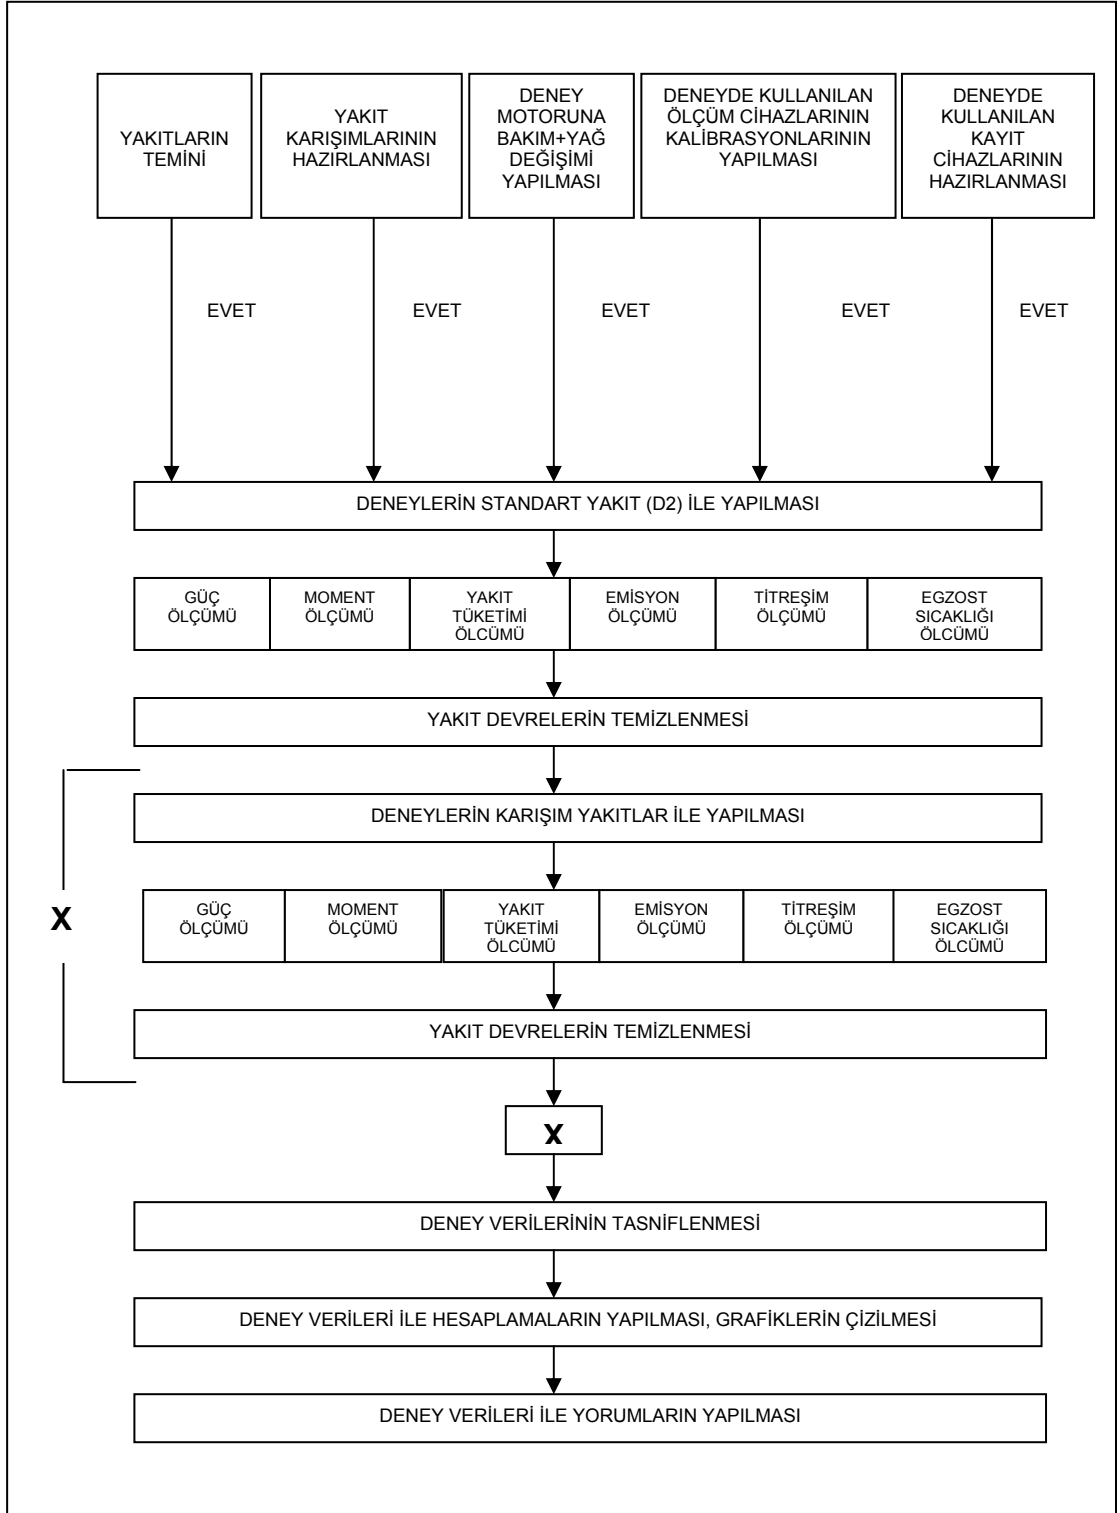 YAKITLARIN
TEMİNİ
YAKIT
KARIŞIMLARININ
HAZIRLANMASI
DENEY
MOTORUNA
BAKIM+YAĞ
DEĞİŞİMİ
YAPILMASI
DENEYDE KULLANILAN
ÖLÇÜM CİHAZLARININ
KALİBRASYONLARININ
YAPILMASI
DENEYDE
KULLANILAN
KAYIT
CİHAZLARININ
HAZIRLANMASI
EVET
EVET
EVET
EVET
EVET
DENEYLERİN STANDART YAKIT (D2) İLE YAPILMASI
GÜÇ
ÖLÇÜMÜ
MOMENT
ÖLÇÜMÜ
YAKIT
TÜKETİMİ
ÖLCÜMÜ
EMİSYON
ÖLÇÜMÜ
TİTREŞİM
ÖLÇÜMÜ
EGZOST
SICAKLIĞI
ÖLCÜMÜ
YAKIT DEVRELERİN TEMİZLENMESİ
DENEYLERİN KARIŞIM YAKITLAR İLE YAPILMASI
X
GÜÇ
ÖLÇÜMÜ
MOMENT
ÖLÇÜMÜ
YAKIT
TÜKETİMİ
ÖLCÜMÜ
EMİSYON
ÖLÇÜMÜ
TİTREŞİM
ÖLÇÜMÜ
EGZOST
SICAKLIĞI
ÖLCÜMÜ
YAKIT DEVRELERİN TEMİZLENMESİ
X
DENEY VERİLERİNİN TASNİFLENMESİ
DENEY VERİLERİ İLE HESAPLAMALARIN YAPILMASI, GRAFİKLERİN ÇİZİLMESİ
DENEY VERİLERİ İLE YORUMLARIN YAPILMASI